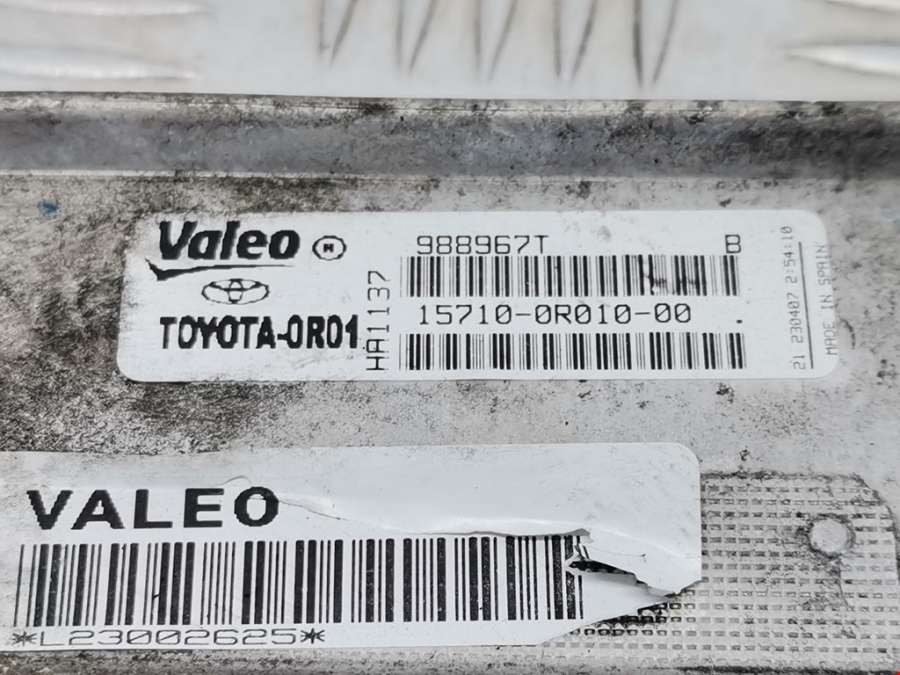 Valeo
TOYOTA-0R01
HA1137
988967T B
15710-0R010-00 .
21 230407 2:54:10
MADE IN SPAIN
VALEO
*L23002625*